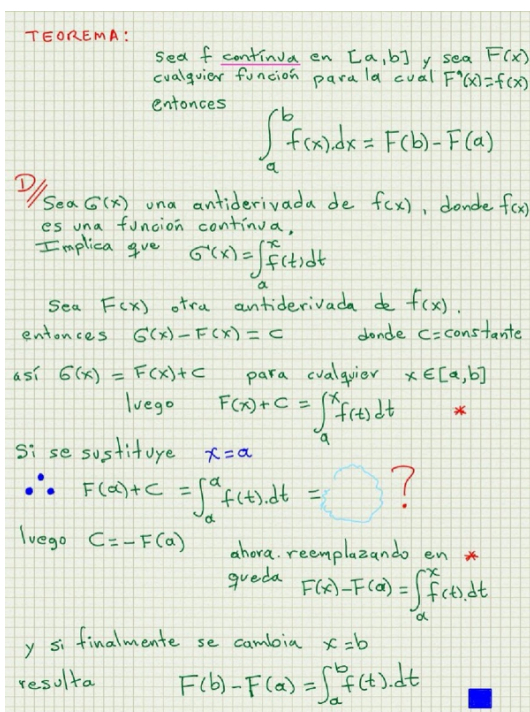 TEOREMA:
sea f contínua en [a,b] y sea F(x)
cualquier función para la cual F'(x)=f(x)
entonces
∫_a^b f(x).dx = F(b)-F(a)
D// Sea G(x) una antiderivada de f(x), donde f(x)
es una función contínua.
Implica que G(x)=∫_a^x f(t)dt
Sea F(x) otra antiderivada de f(x).
entonces G(x)-F(x)=C donde C=constante
así G(x) = F(x)+C para cualquier x∈[a,b]
luego F(x)+C = ∫_a^x f(t)dt *
Si se sustituye x=a
∴ F(a)+C = ∫_a^a f(t).dt = ?
luego C=-F(a)
ahora reemplazando en *
queda F(x)-F(a)=∫_a^x f(t).dt
y si finalmente se cambia x=b
resulta F(b)-F(a)=∫_a^b f(t).dt